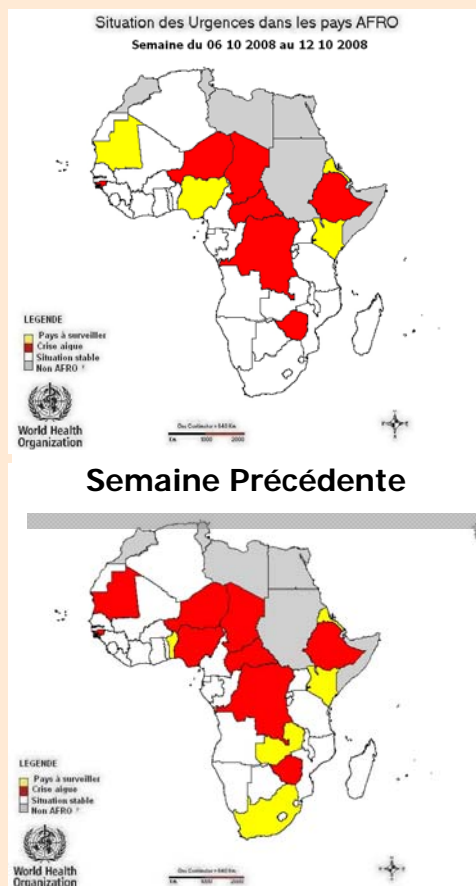 Situation des Urgences dans les pays AFRO
Semaine du 06 10 2008 au 12 10 2008
LEGENDE
Pays à surveiller
Crise aigue
Situation stable
Non AFRO
World Health
Organization
Semaine Précédente
LEGENDE
Pays à surveiller
Crise aigue
Situation stable
Non AFRO
World Health
Organization